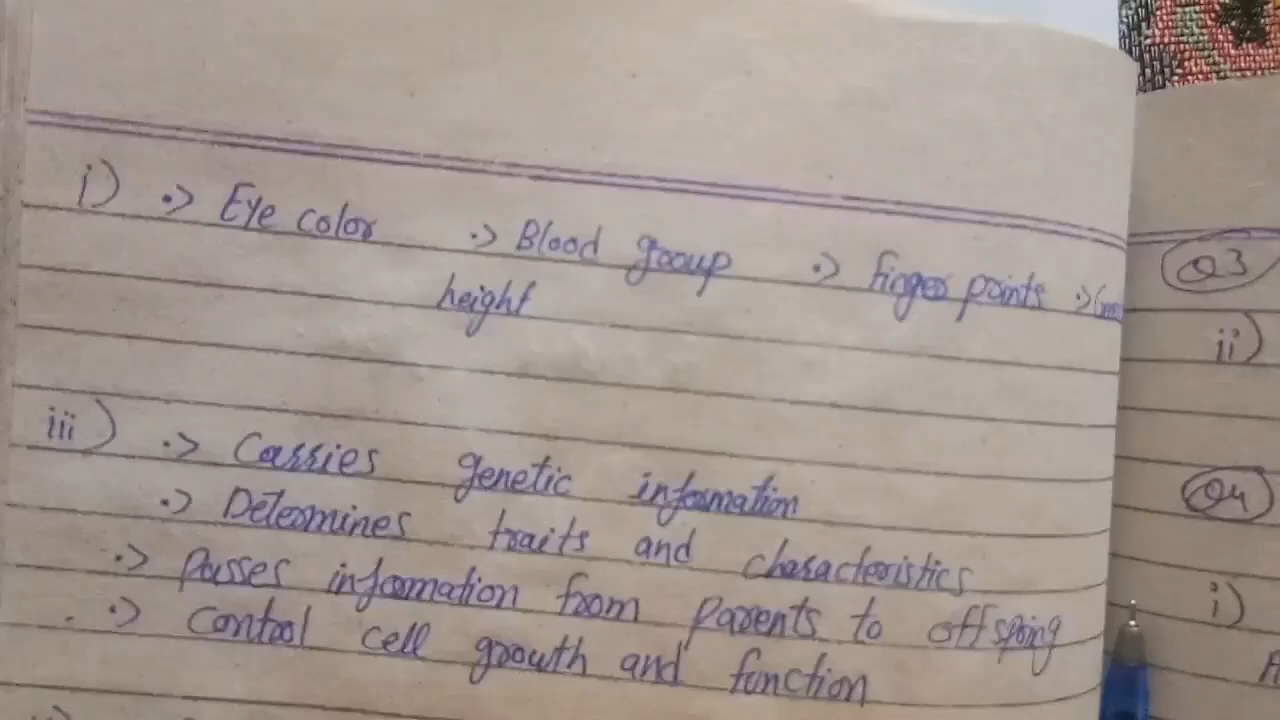 i) •> Eye color •> Blood group •> finger prints •>
height
iii) •> Carries genetic information
•> Determines traits and characteristics
•> Passes information from parents to offspring
•> Control cell growth and function
Q3
ii)
Q4
i)